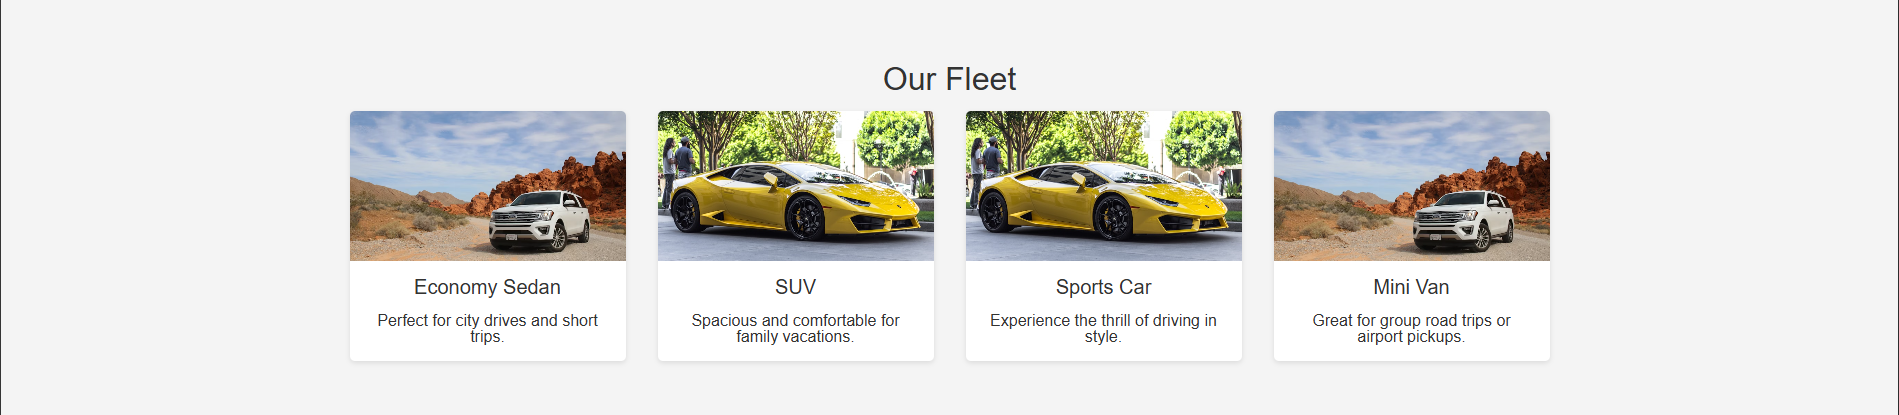 Our Fleet
Economy Sedan
Perfect for city drives and short
trips.
SUV
Spacious and comfortable for
family vacations.
Sports Car
Experience the thrill of driving in
style.
Mini Van
Great for group road trips or
airport pickups.